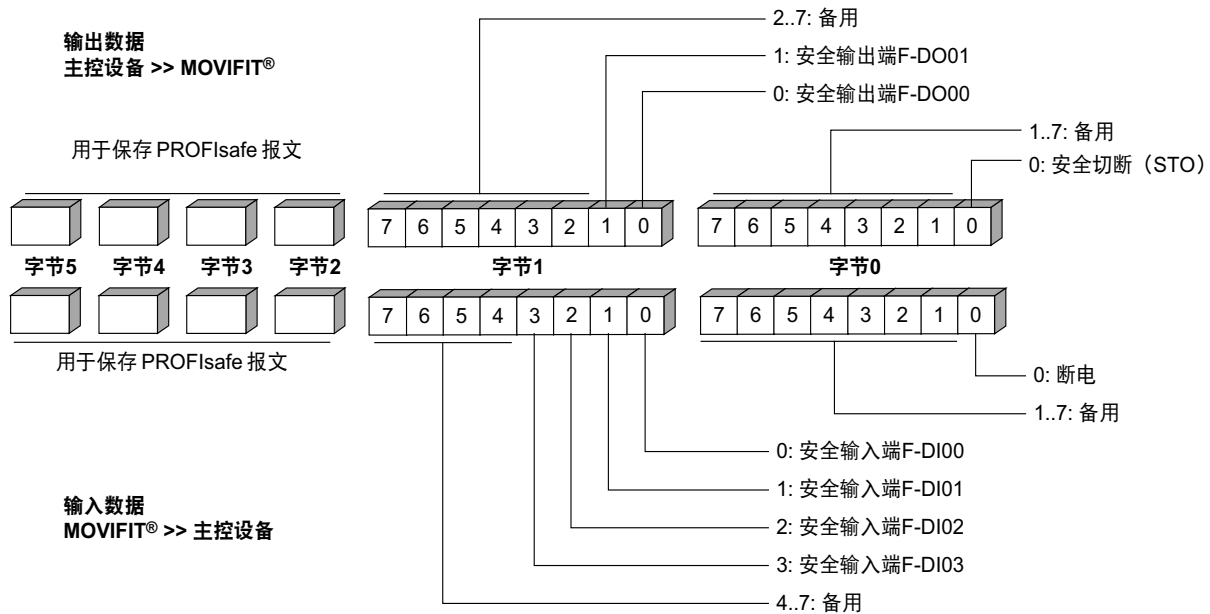 输出数据
主控设备 >> MOVIFIT®
2..7: 备用
1: 安全输出端F-DO01
0: 安全输出端F-DO00
1..7: 备用
0: 安全切断（STO）
用于保存 PROFIsafe 报文
7 6 5 4 3 2 1 0
7 6 5 4 3 2 1 0
字节5 字节4 字节3 字节2 字节1 字节0
7 6 5 4 3 2 1 0
7 6 5 4 3 2 1 0
用于保存 PROFIsafe 报文
0: 断电
1..7: 备用
0: 安全输入端F-DI00
1: 安全输入端F-DI01
2: 安全输入端F-DI02
3: 安全输入端F-DI03
4..7: 备用
输入数据
MOVIFIT® >> 主控设备